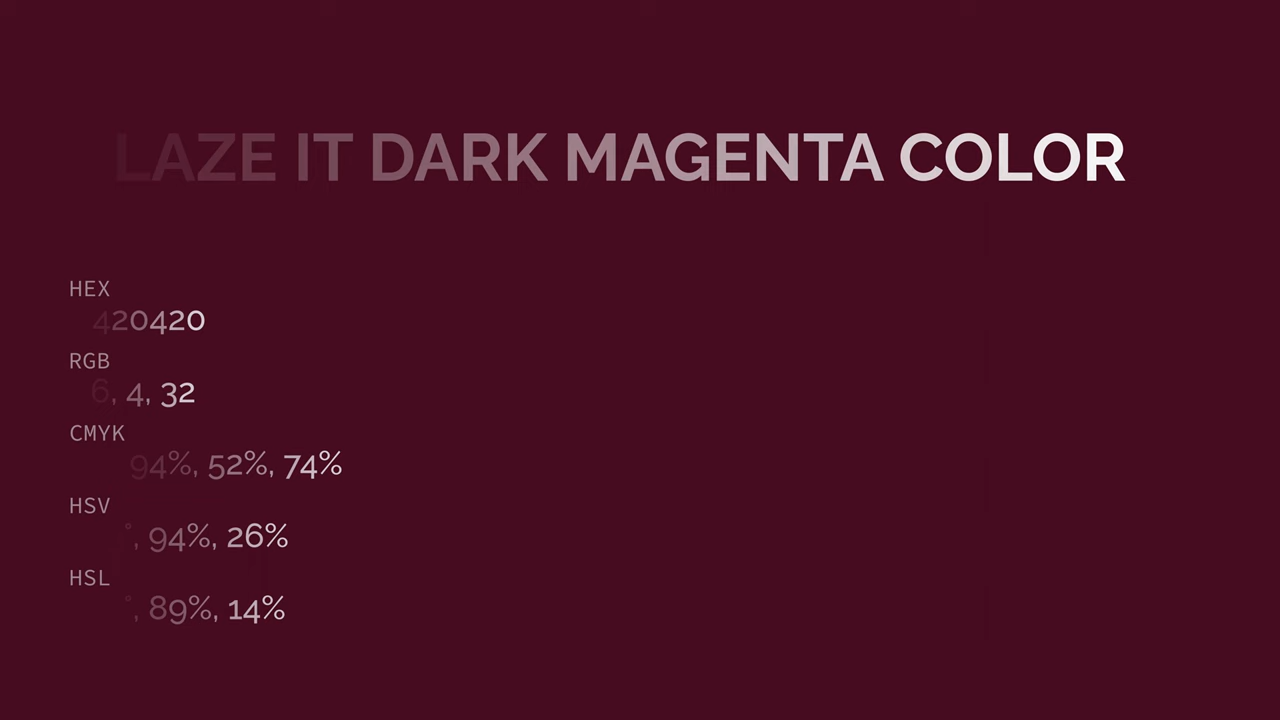 LAZE IT DARK MAGENTA COLOR
HEX
420420
RGB
6, 4, 32
CMYK
94%, 52%, 74%
HSV
°, 94%, 26%
HSL
°, 89%, 14%